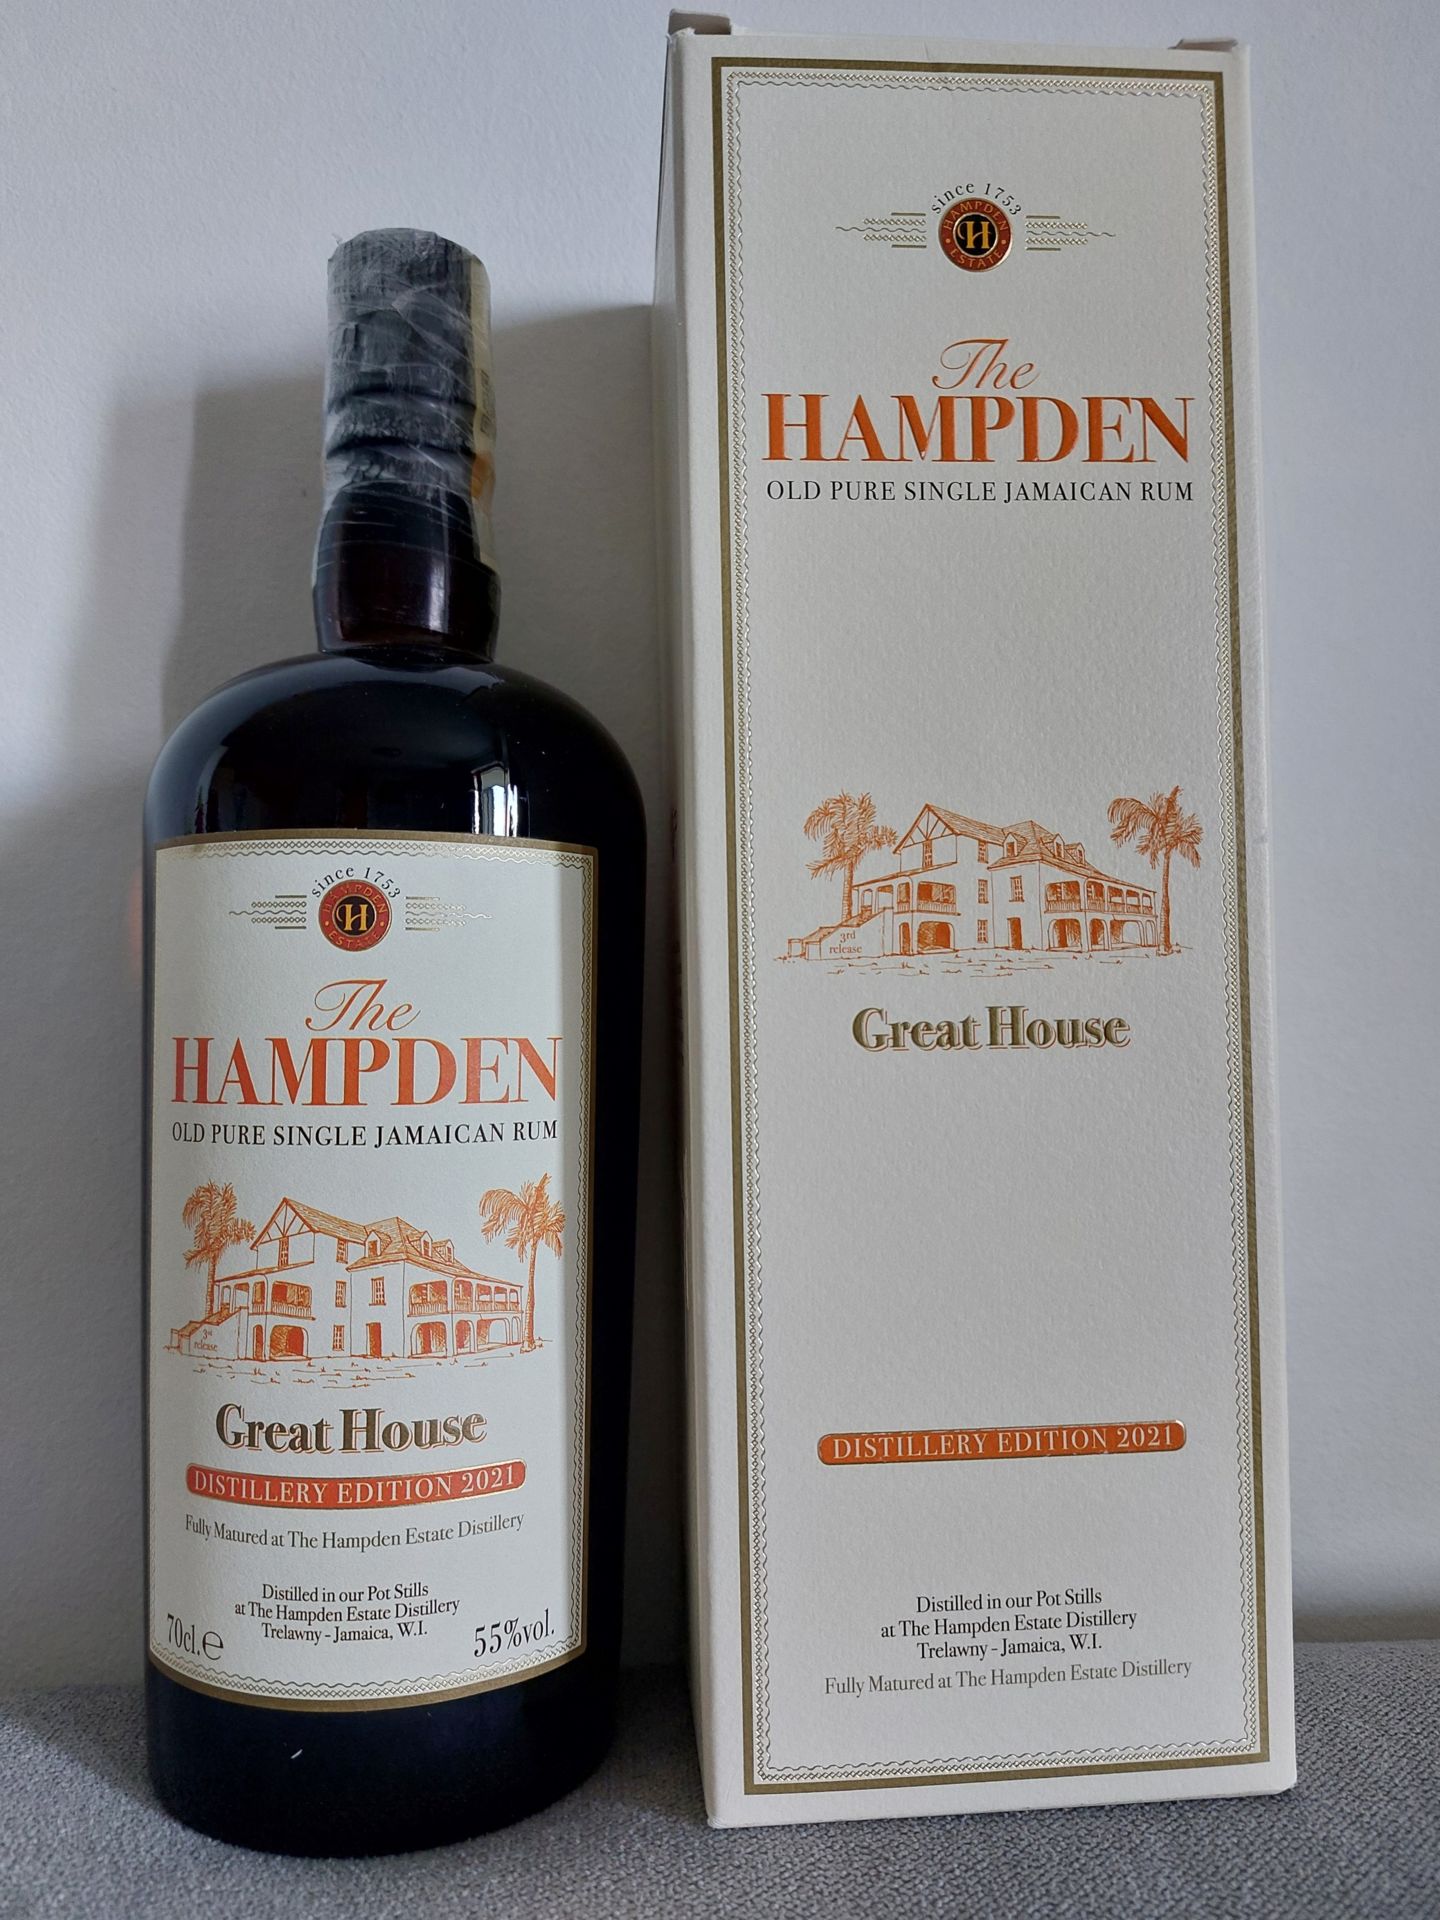 since 1753
HAMPDEN
H
ESTATE
The
HAMPDEN
OLD PURE SINGLE JAMAICAN RUM
3rd
release
Great House
DISTILLERY EDITION 2021
Fully Matured at The Hampden Estate Distillery
Distilled in our Pot Stills
at The Hampden Estate Distillery
Trelawny - Jamaica, W.I.
70cl. ℮
55%vol.
since 1753
HAMPDEN
H
ESTATE
The
HAMPDEN
OLD PURE SINGLE JAMAICAN RUM
3rd
release
Great House
DISTILLERY EDITION 2021
Distilled in our Pot Stills
at The Hampden Estate Distillery
Trelawny - Jamaica, W.I.
Fully Matured at The Hampden Estate Distillery